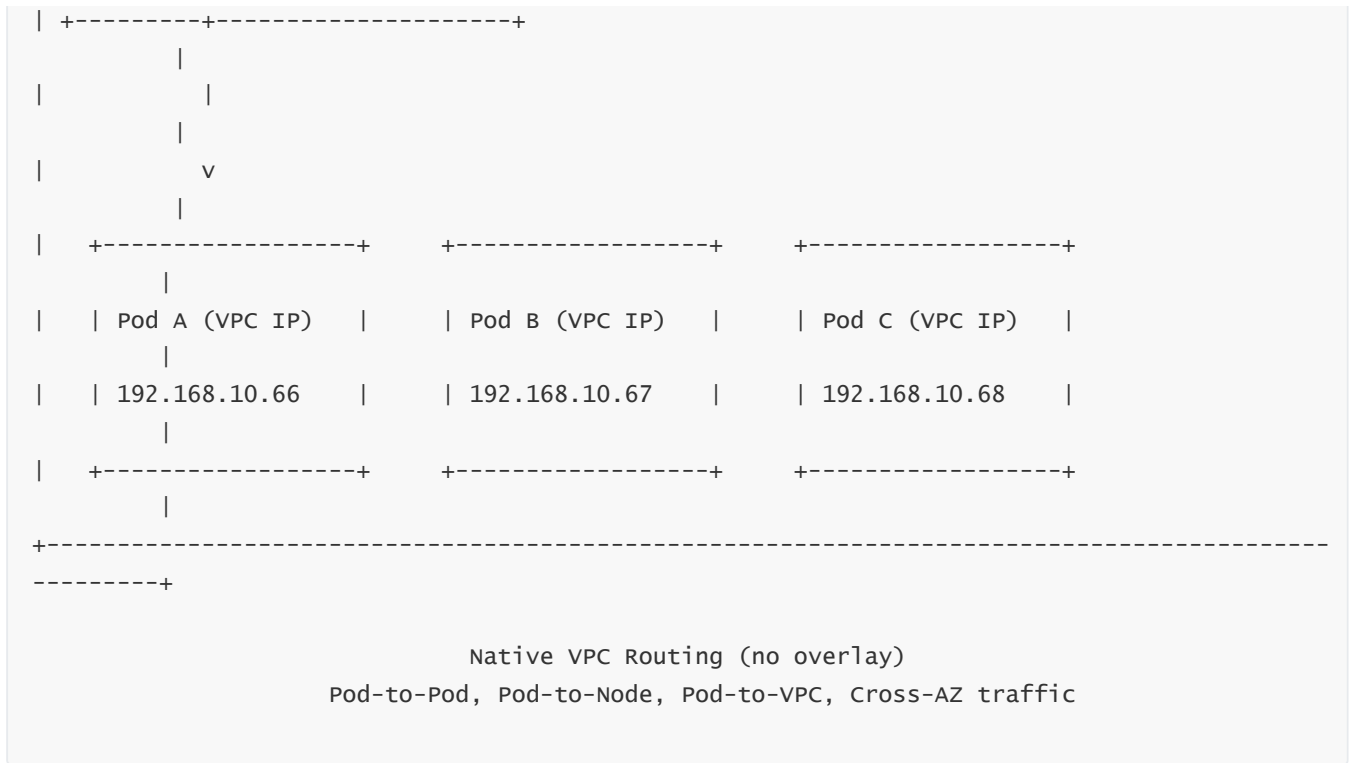 | +---------+---------------------+
|
| |
|
| v
|
| +------------------+ +------------------+ +------------------+
|
| | Pod A (VPC IP) | | Pod B (VPC IP) | | Pod C (VPC IP) |
|
| | 192.168.10.66 | | 192.168.10.67 | | 192.168.10.68 |
|
| +------------------+ +------------------+ +------------------+
|
+-------------------------------------------------------------------------------------------
---------+
Native VPC Routing (no overlay)
Pod-to-Pod, Pod-to-Node, Pod-to-VPC, Cross-AZ traffic